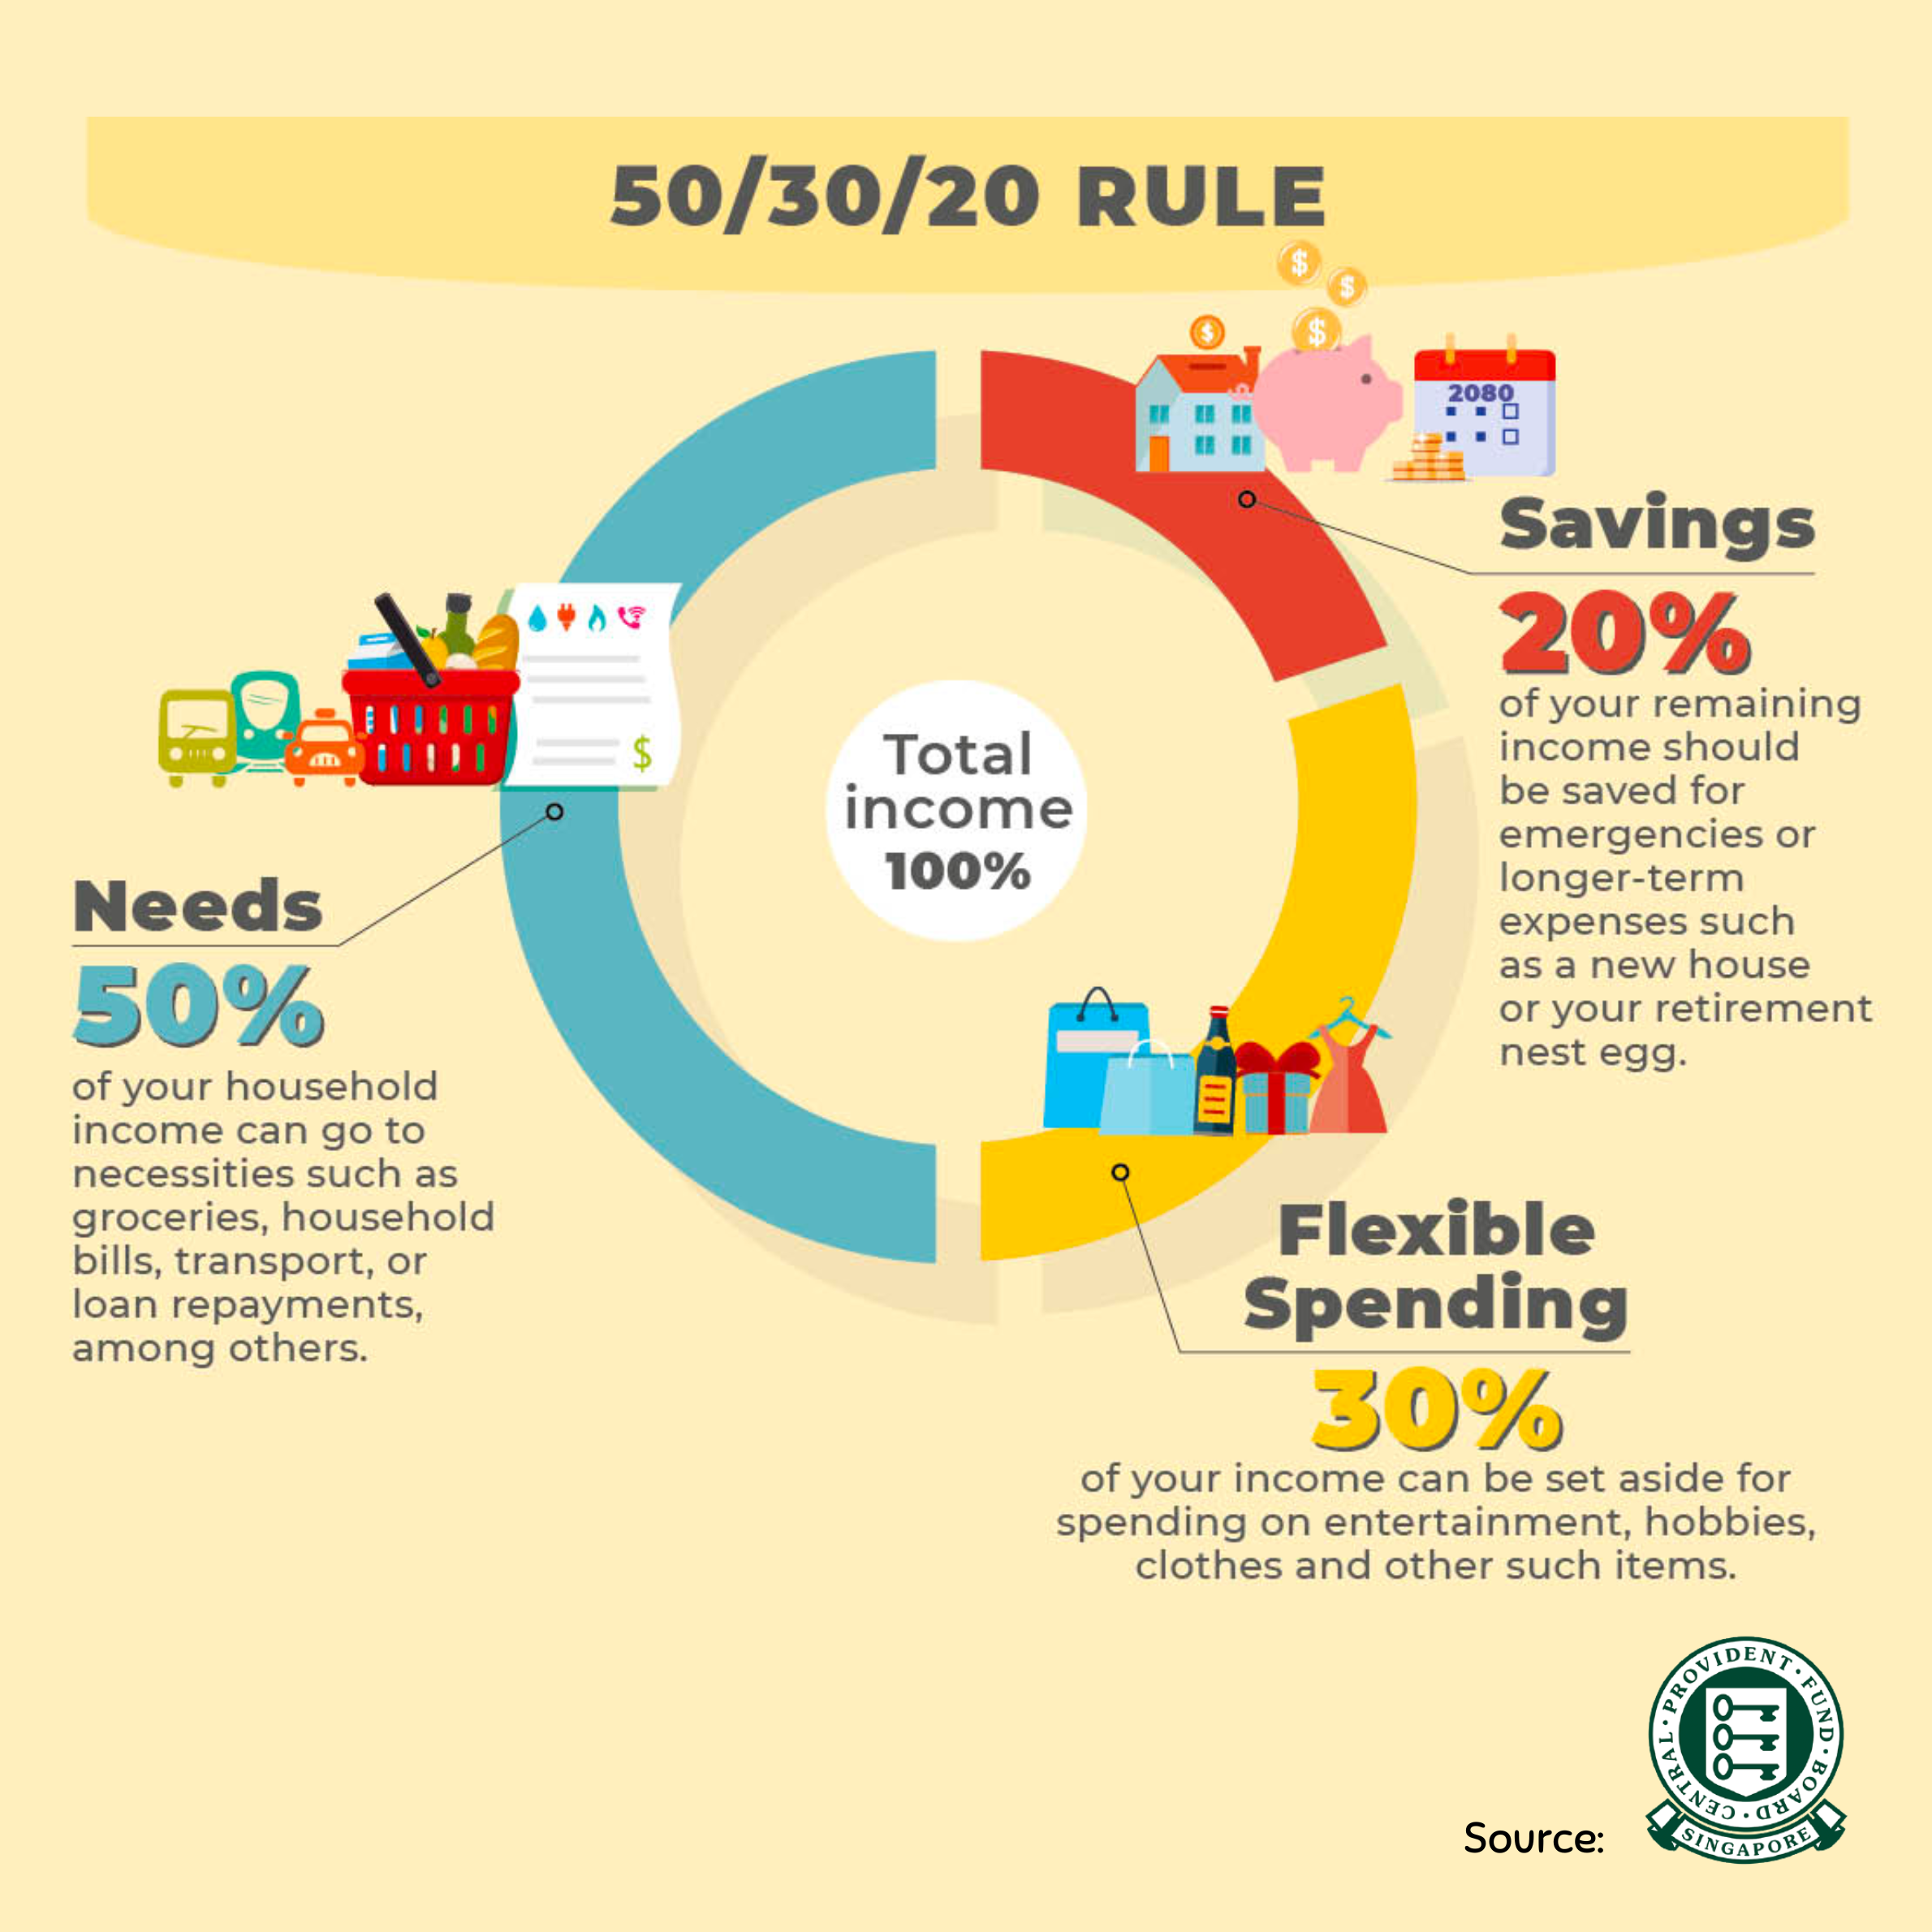 50/30/20 RULE
2080
Savings
20%
of your remaining
income should
be saved for
emergencies or
longer-term
expenses such
as a new house
or your retirement
nest egg.
Total
income
100%
$
Needs
50%
of your household
income can go to
necessities such as
groceries, household
bills, transport, or
loan repayments,
among others.
Flexible
Spending
30%
of your income can be set aside for
spending on entertainment, hobbies,
clothes and other such items.
Source:
CENTRAL · PROVIDENT · FUND · BOARD ·
SINGAPORE